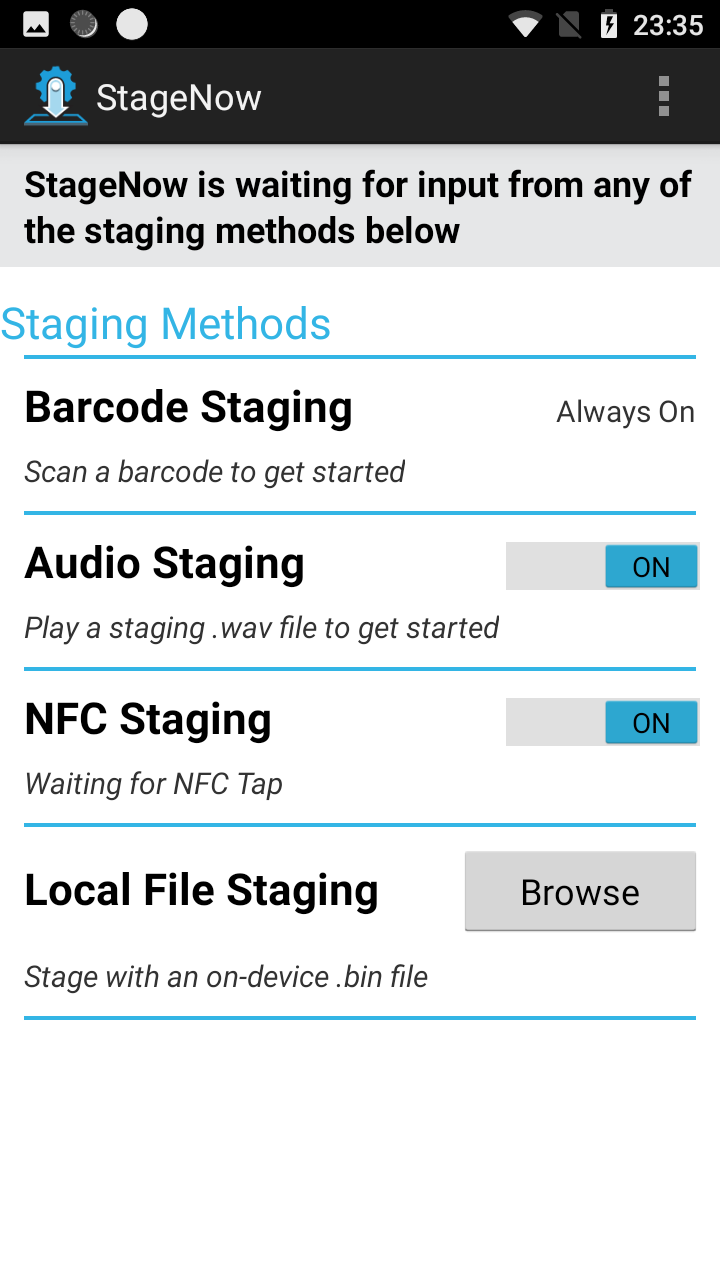 23:35
StageNow
StageNow is waiting for input from any of
the staging methods below
Staging Methods
Barcode Staging
Always On
Scan a barcode to get started
Audio Staging
ON
Play a staging .wav file to get started
NFC Staging
ON
Waiting for NFC Tap
Local File Staging
Browse
Stage with an on-device .bin file